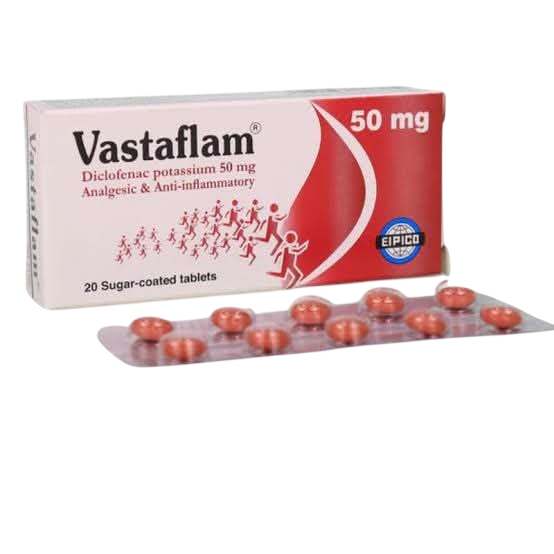 Vastaflam®
Diclofenac potassium 50 mg
Analgesic & Anti-inflammatory
50 mg
EIPICO
20 Sugar-coated tablets
Vastaflam